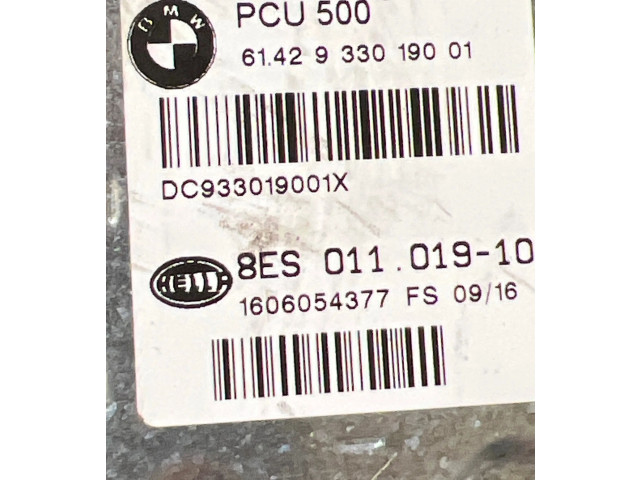 BMW
PCU 500
61.42 9 330 190 01
DC933019001X
HELLA
8ES 011.019-10
1606054377 FS 09/16